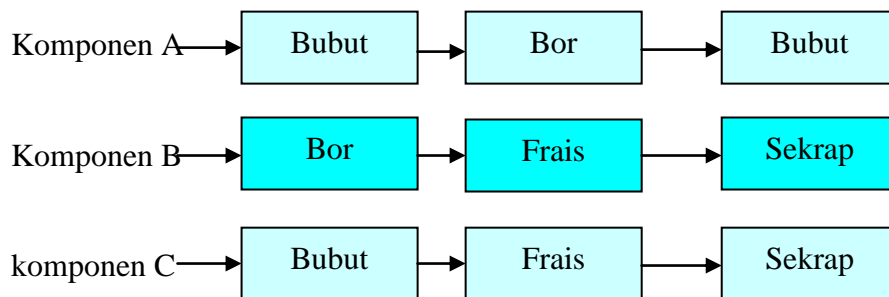 Komponen A Bubut Bor Bubut
Komponen B Bor Frais Sekrap
komponen C Bubut Frais Sekrap